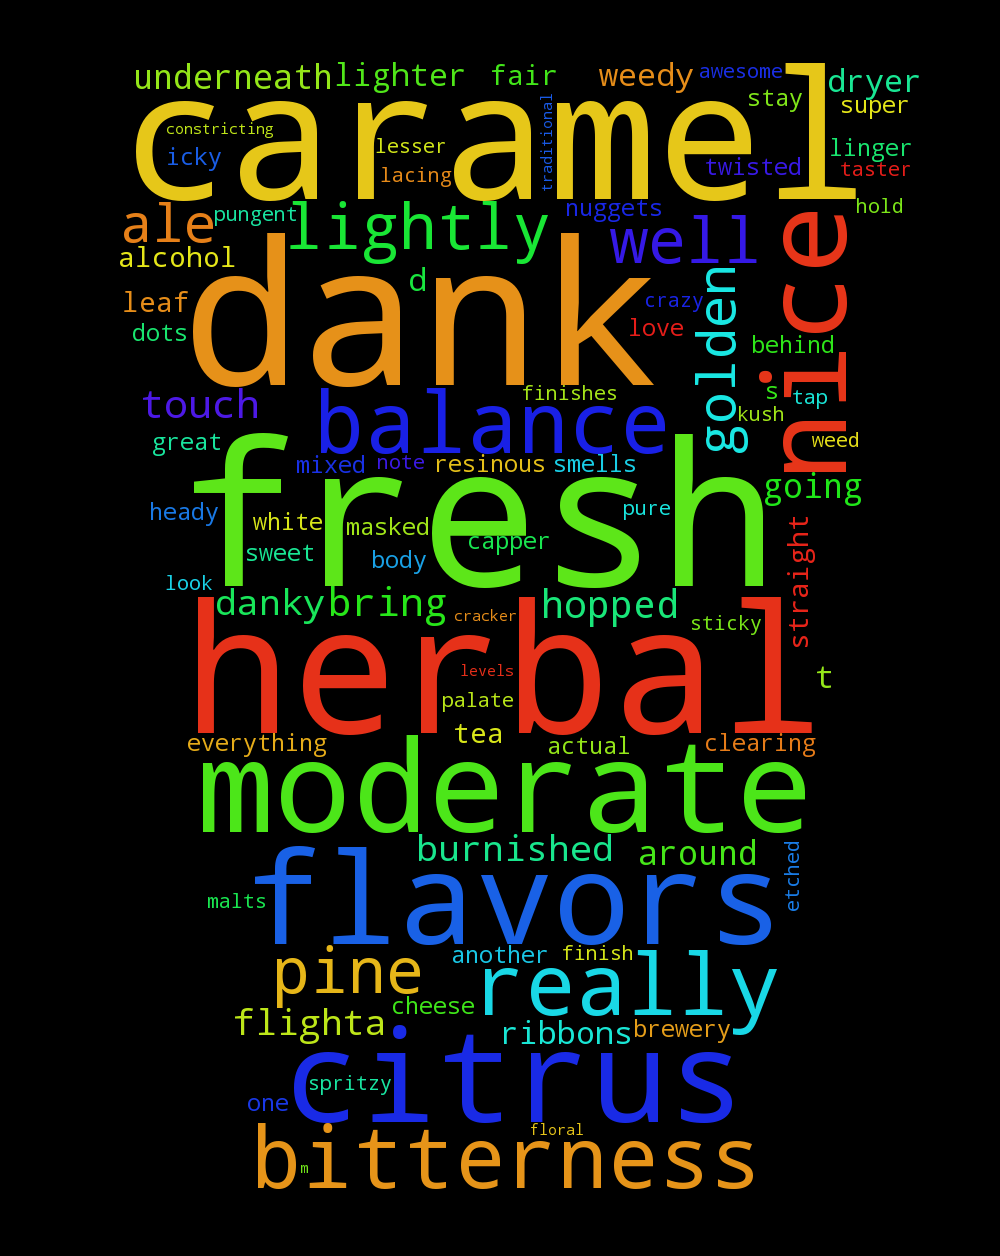 underneath lighter fair weedy awesome dryer
caramel
stay super
constricting traditional
icky lesser linger
lacing twisted taster
ale pungent lightly nuggets well hold
alcohol
dank
d
nice
golden
leaf crazy
dots love behind
touch balance finishes s tap
kush
great mixed note resinous smells weed
fresh
going
heady white masked capper pure
sweet body
look straight
danky bring cracker hopped sticky
herbal
levels t
palate
everything tea actual clearing
moderate
burnished around
flavors
malts etched
pine another finish
really
cheese
flighta ribbons brewery
citrus
spritzy
one
bitterness floral
m